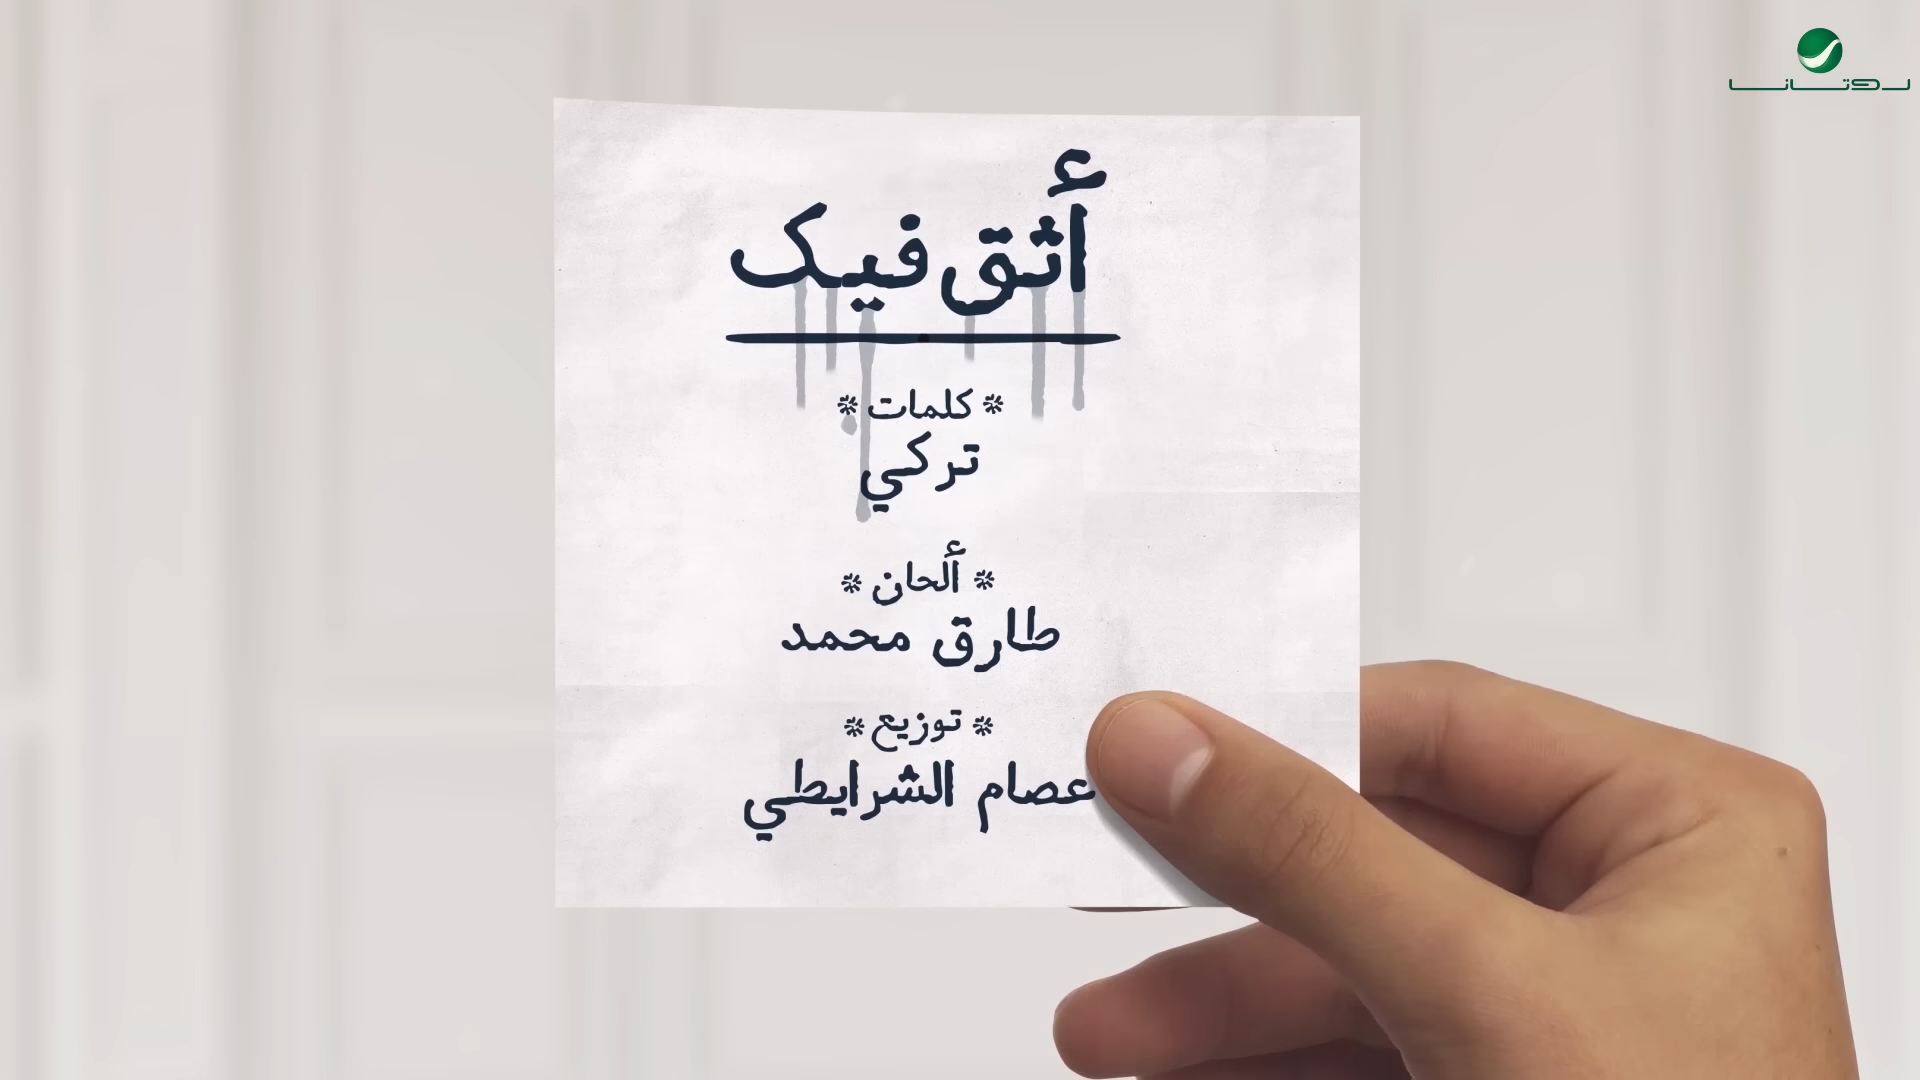 روتانا
أثق فيك
* كلمات *
تركي
* ألحان *
طارق محمد
* توزيع *
عصام الشرايطي